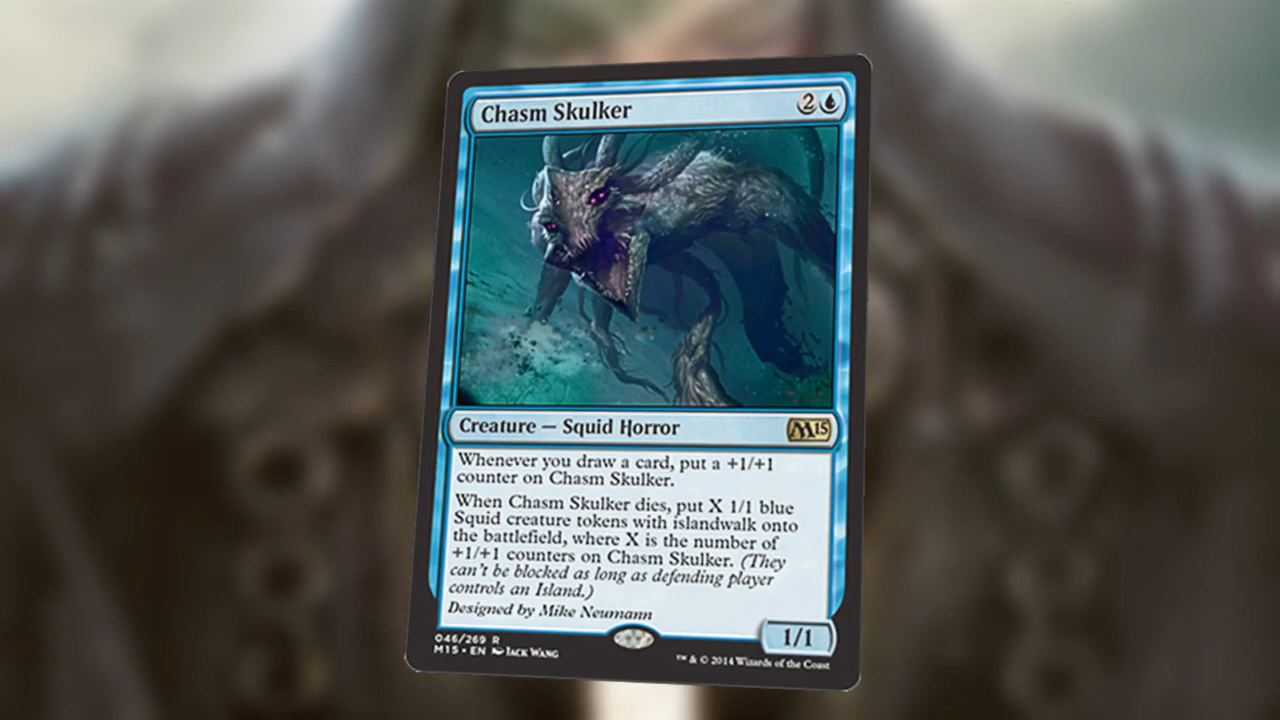 Chasm Skulker 2
Creature — Squid Horror M15
Whenever you draw a card, put a +1/+1
counter on Chasm Skulker.
When Chasm Skulker dies, put X 1/1 blue
Squid creature tokens with islandwalk onto
the battlefield, where X is the number of
+1/+1 counters on Chasm Skulker. (They
can't be blocked as long as defending player
controls an Island.)
Designed by Mike Neumann
1/1
046/269 R
M15 • EN Jack Wang
™ & © 2014 Wizards of the Coast